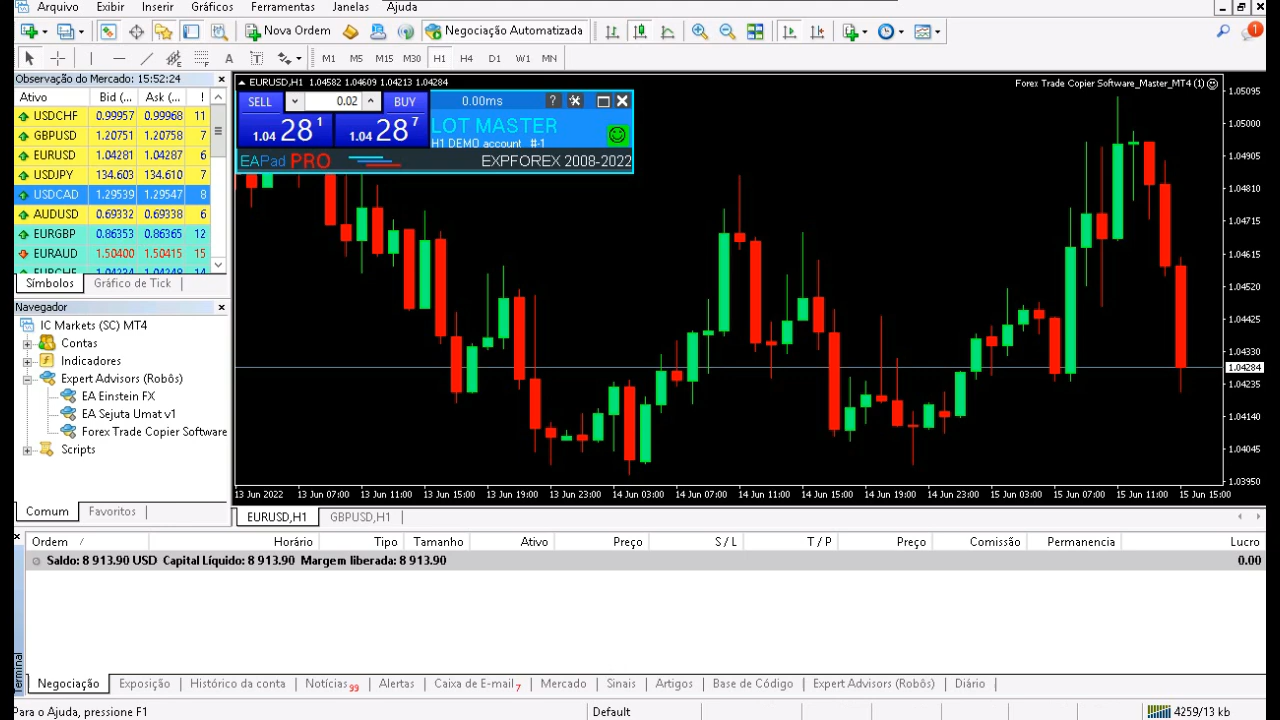 Arquivo Exibir Inserir Gráficos Ferramentas Janelas Ajuda
Nova Ordem Negociação Automatizada 1
A T M1 M5 M15 M30 H1 H4 D1 W1 MN
Observação do Mercado: 15:52:24
Ativo Bid (... Ask (... !
USDCHF 0.99957 0.99968 11
GBPUSD 1.20751 1.20758 7
EURUSD 1.04281 1.04287 6
USDJPY 134.603 134.610 7
USDCAD 1.29539 1.29547 8
AUDUSD 0.69332 0.69338 6
EURGBP 0.86353 0.86365 12
EURAUD 1.50400 1.50415 15
EURCHF 1.04234 1.04248 14
Símbolos Gráfico de Tick
Navegador
IC Markets (SC) MT4
Contas
Indicadores
Expert Advisors (Robôs)
EA Einstein FX
EA Sejuta Umat v1
Forex Trade Copier Software
Scripts
Comum Favoritos
EURUSD,H1 1.04582 1.04609 1.04213 1.04284
Forex Trade Copier Software_Master_MT4 (1)
SELL 0.02 BUY 0.00ms ?
1.04 28 1 1.04 28 7
LOT MASTER
H1 DEMO account #-1
EAPad PRO EXPFOREX 2008-2022
1.05095
1.05000
1.04905
1.04810
1.04715
1.04615
1.04520
1.04425
1.04330
1.04284
1.04235
1.04140
1.04045
1.03950
13 Jun 2022 13 Jun 07:00 13 Jun 11:00 13 Jun 15:00 13 Jun 19:00 13 Jun 23:00 14 Jun 03:00 14 Jun 07:00 14 Jun 11:00 14 Jun 15:00 14 Jun 19:00 14 Jun 23:00 15 Jun 03:00 15 Jun 07:00 15 Jun 11:00 15 Jun 15:00
EURUSD,H1 GBPUSD,H1
Ordem Horário Tipo Tamanho Ativo Preço S / L T / P Preço Comissão Permanencia Lucro
Saldo: 8 913.90 USD Capital Líquido: 8 913.90 Margem liberada: 8 913.90 0.00
Terminal
Negociação Exposição Histórico da conta Notícias 99 Alertas Caixa de E-mail 7 Mercado Sinais Artigos Base de Código Expert Advisors (Robôs) Diário
Para o Ajuda, pressione F1 Default 4259/13 kb